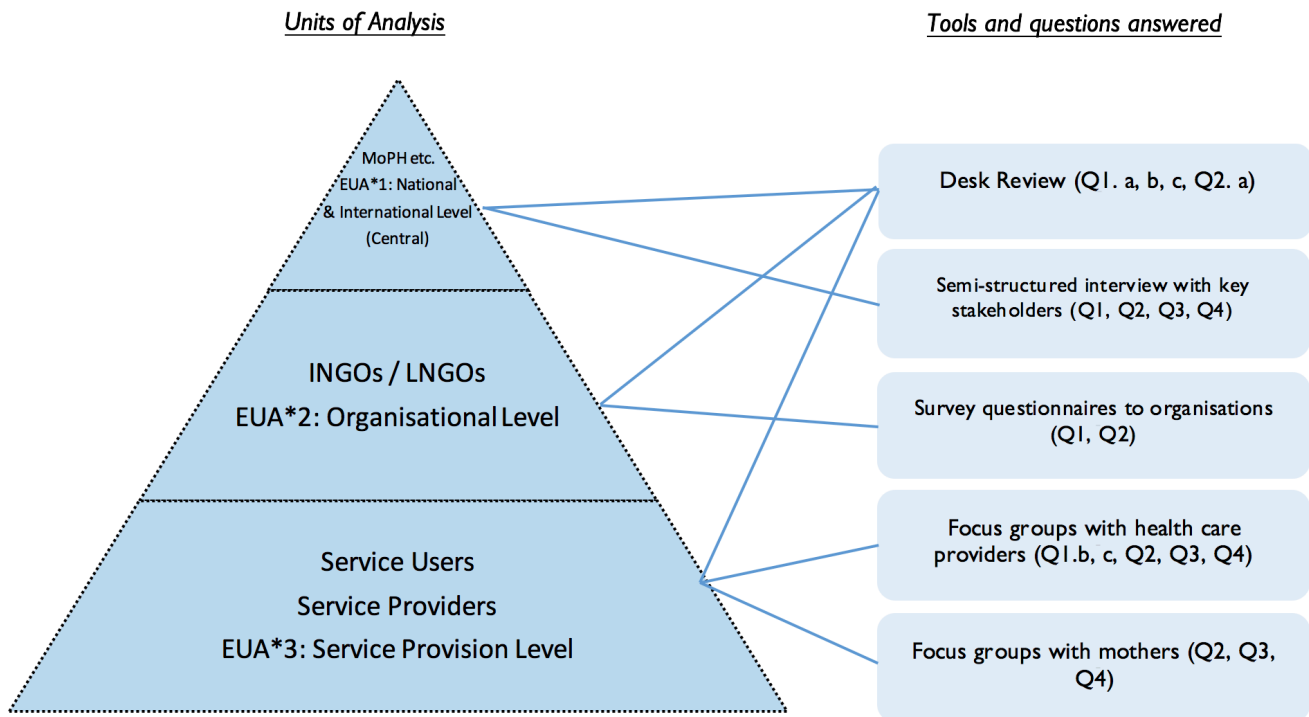 Units of Analysis
Tools and questions answered
MoPH etc.
EUA*1: National
& International Level
(Central)
INGOs / LNGOs
EUA*2: Organisational Level
Service Users
Service Providers
EUA*3: Service Provision Level
Desk Review (Q1. a, b, c, Q2. a)
Semi-structured interview with key
stakeholders (Q1, Q2, Q3, Q4)
Survey questionnaires to organisations
(Q1, Q2)
Focus groups with health care
providers (Q1.b, c, Q2, Q3, Q4)
Focus groups with mothers (Q2, Q3,
Q4)